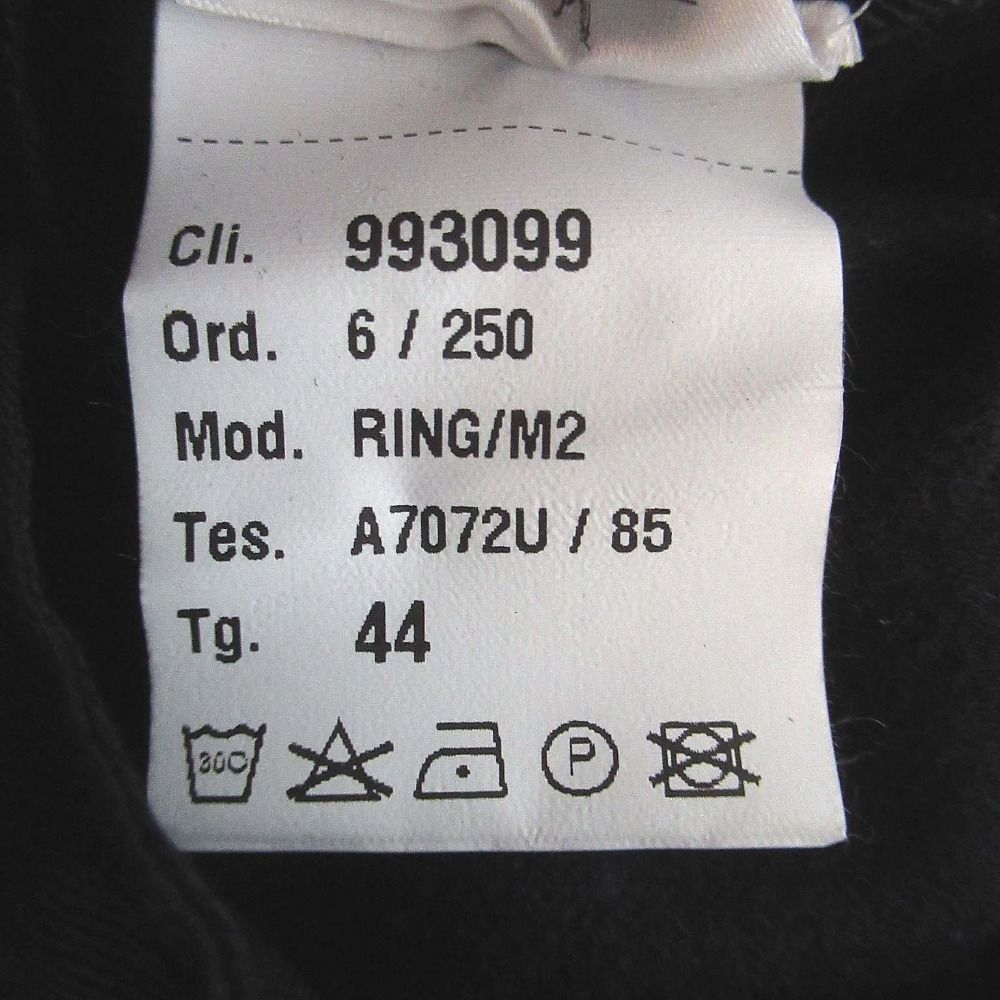 Cli. 993099
Ord. 6 / 250
Mod. RING/M2
Tes. A7072U / 85
Tg. 44
30C P